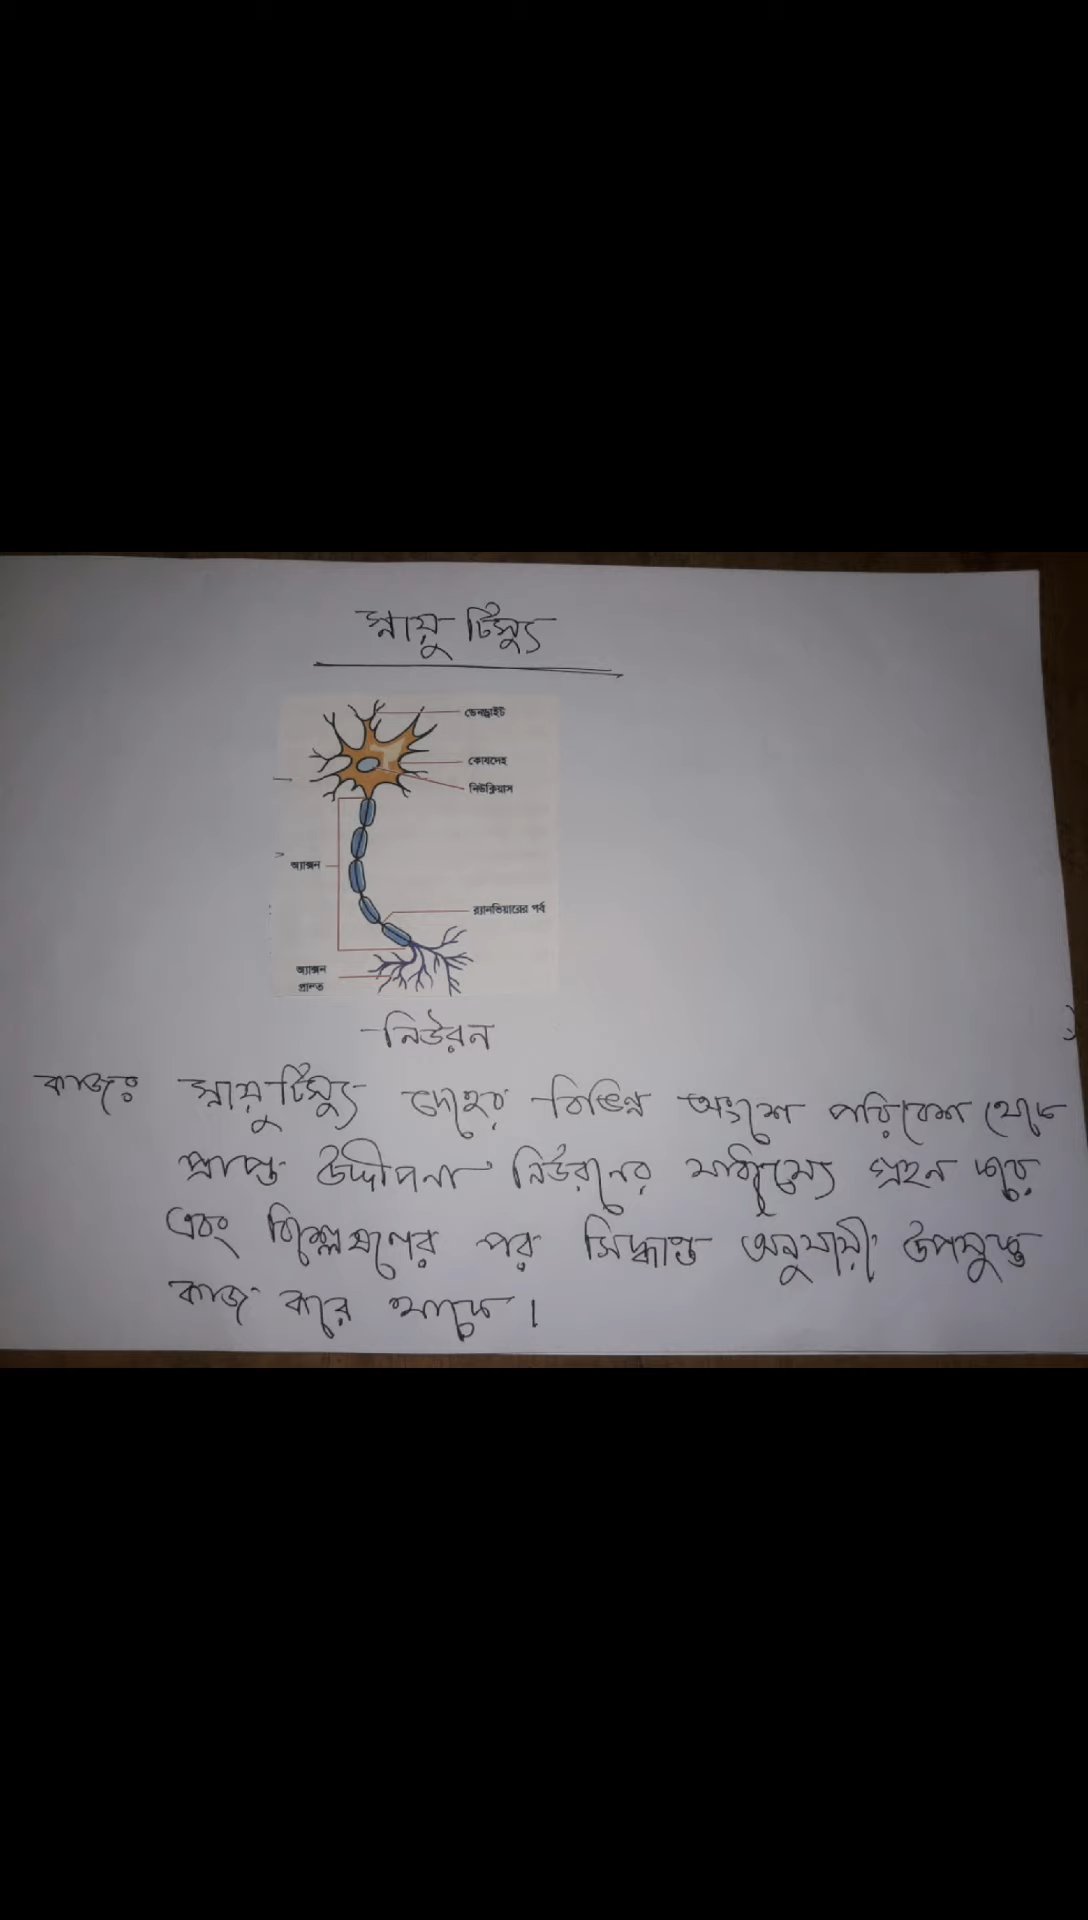 স্নায়ু টিস্যু
ডেনড্রাইট
কোষদেহ
নিউক্লিয়াস
অ্যাক্সন
র‍্যানভিয়ারের পর্ব
অ্যাক্সন
প্রান্ত
নিউরন
কাজঃ স্নায়ু টিস্যু দেহের বিভিন্ন অংশে পরিবেশ থেকে
প্রাপ্ত উদ্দীপনা নিউরনের মাধ্যমে গ্রহন করে
এবং বিশ্লেষণের পর সিদ্ধান্ত অনুযায়ী উপযুক্ত
কাজ করে থাকে।